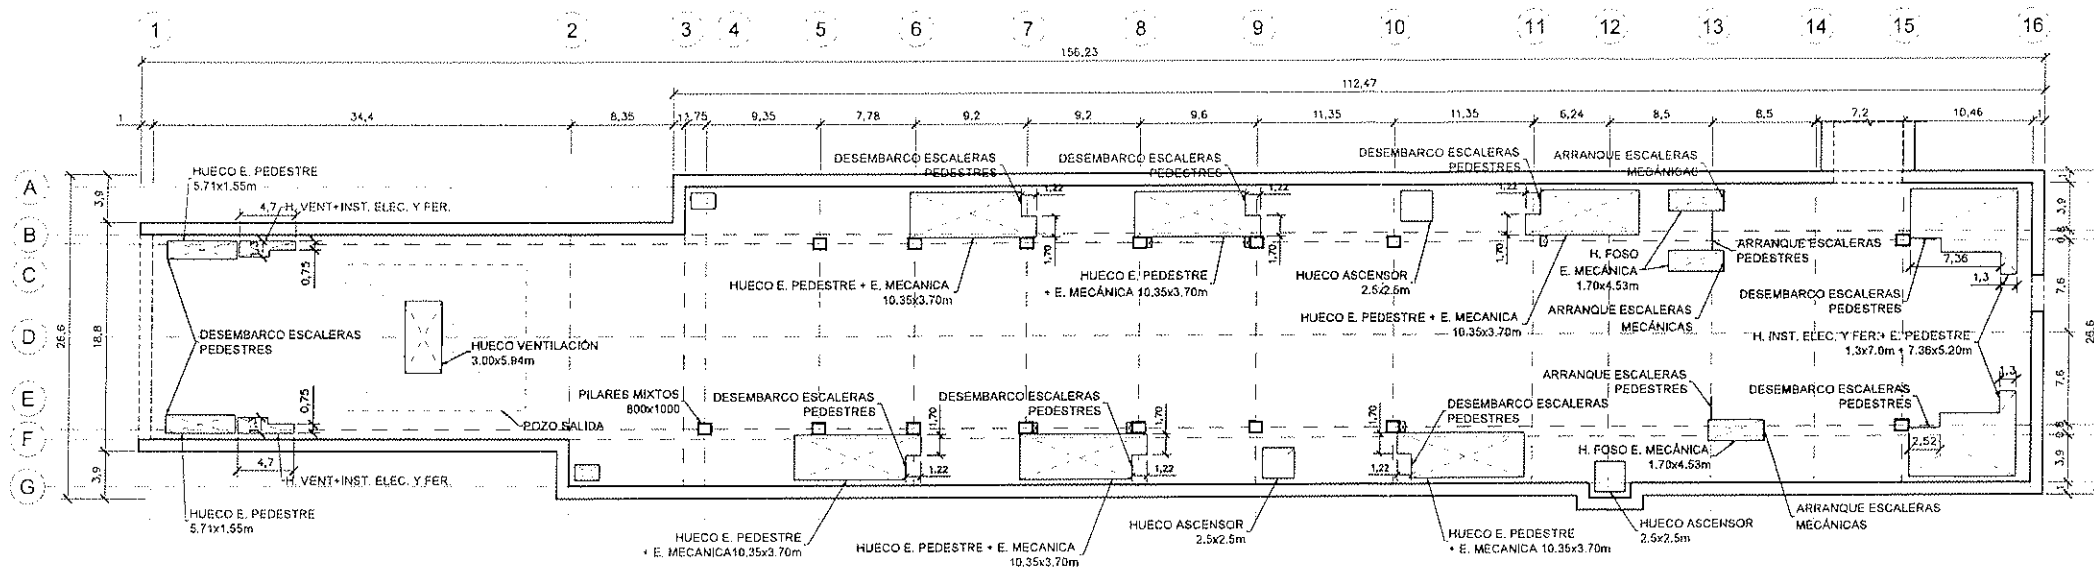 1 2 3 4 5 6 7 8 9 10 11 12 13 15 16
156,23
112,47
1 34,4 8,35 1 1,75 9,35 7,78 9,2 9,2 9,6 11,35 11,35 6,24 8,5 8,5 7,2 10,46 1
A
B
C
D
E
F
G
3,9
18,8
3,9
26,6
HUECO E. PEDESTRE
5.71x1.55m
4,7
H. VENT+INST. ELEC. Y FER.
0,75
DESEMBARCO ESCALERAS
PEDESTRES
HUECO VENTILACIÓN
3.00x5.94m
POZO SALIDA
0,75
4,7
H. VENT+INST. ELEC. Y FER.
HUECO E. PEDESTRE
5.71x1.55m
PILARES MIXTOS
800x1000
DESEMBARCO ESCALERAS
PEDESTRES
1,22
1,70
DESEMBARCO ESCALERAS
PEDESTRES
1,22
1,70
HUECO E. PEDESTRE + E. MECANICA
10.35x3.70m
HUECO E. PEDESTRE
+ E. MECÁNICA 10.35x3.70m
HUECO ASCENSOR
2.5x2.5m
DESEMBARCO ESCALERAS
PEDESTRES
1,22
1,70
HUECO E. PEDESTRE + E. MECANICA
10.35x3.70m
ARRANQUE ESCALERAS
MECÁNICAS
ARRANQUE ESCALERAS
PEDESTRES
H. FOSO
E. MECÁNICA
1.70x4.53m
ARRANQUE ESCALERAS
MECÁNICAS
7,36
1,3
DESEMBARCO ESCALERAS
PEDESTRES
H. INST. ELEC. Y FER.+ E. PEDESTRE
1.3x7.0m + 7.36x5.20m
1
3,9
0,8
7,6
7,6
0,8
3,9
1
26,6
DESEMBARCO ESCALERAS
PEDESTRES
1,70
1,22
HUECO E. PEDESTRE
+ E. MECANICA 10.35x3.70m
DESEMBARCO ESCALERAS
PEDESTRES
1,70
1,22
HUECO E. PEDESTRE + E. MECANICA
10.35x3.70m
HUECO ASCENSOR
2.5x2.5m
1,70
1,22
DESEMBARCO ESCALERAS
PEDESTRES
HUECO E. PEDESTRE
+ E. MECANICA 10.35x3.70m
ARRANQUE ESCALERAS
PEDESTRES
H. FOSO E. MECÁNICA
1.70x4.53m
HUECO ASCENSOR
2.5x2.5m
ARRANQUE ESCALERAS
MECÁNICAS
DESEMBARCO ESCALERAS
PEDESTRES
1,3
2,52